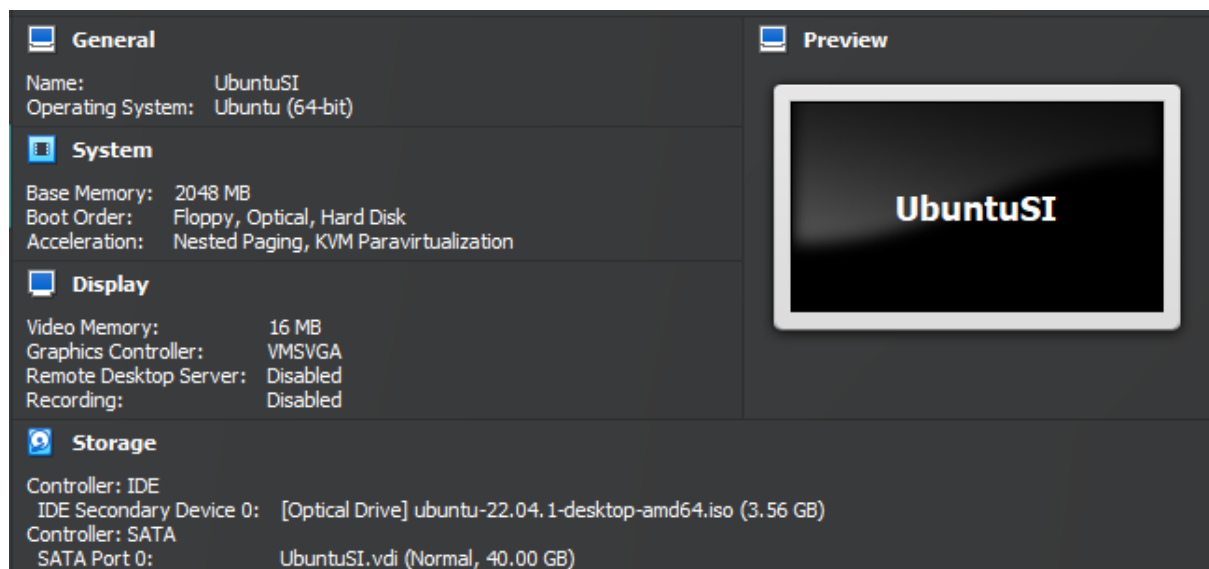 General
Name: UbuntuSI
Operating System: Ubuntu (64-bit)
System
Base Memory: 2048 MB
Boot Order: Floppy, Optical, Hard Disk
Acceleration: Nested Paging, KVM Paravirtualization
Display
Video Memory: 16 MB
Graphics Controller: VMSVGA
Remote Desktop Server: Disabled
Recording: Disabled
Preview
UbuntuSI
Storage
Controller: IDE
IDE Secondary Device 0: [Optical Drive] ubuntu-22.04.1-desktop-amd64.iso (3.56 GB)
Controller: SATA
SATA Port 0: UbuntuSI.vdi (Normal, 40.00 GB)